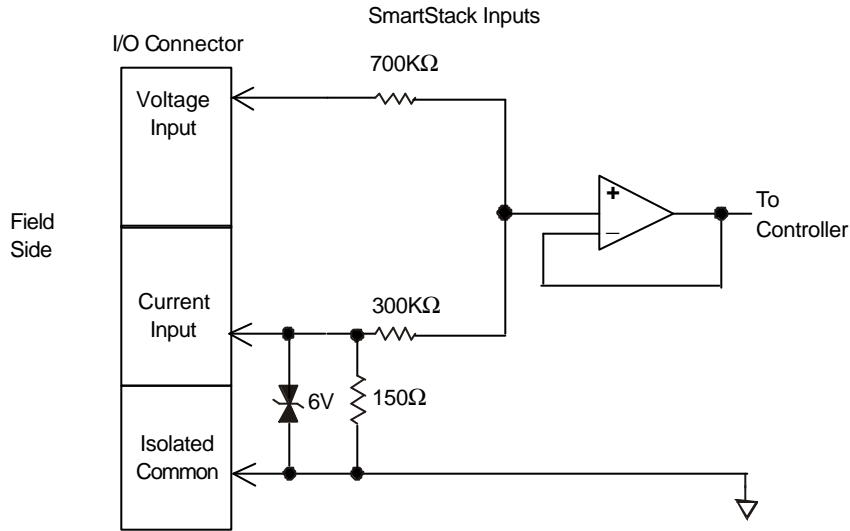 SmartStack Inputs
I/O Connector
700KΩ
Voltage
Input
+
−
To
Controller
Field
Side
Current
Input
300KΩ
6V
150Ω
Isolated
Common